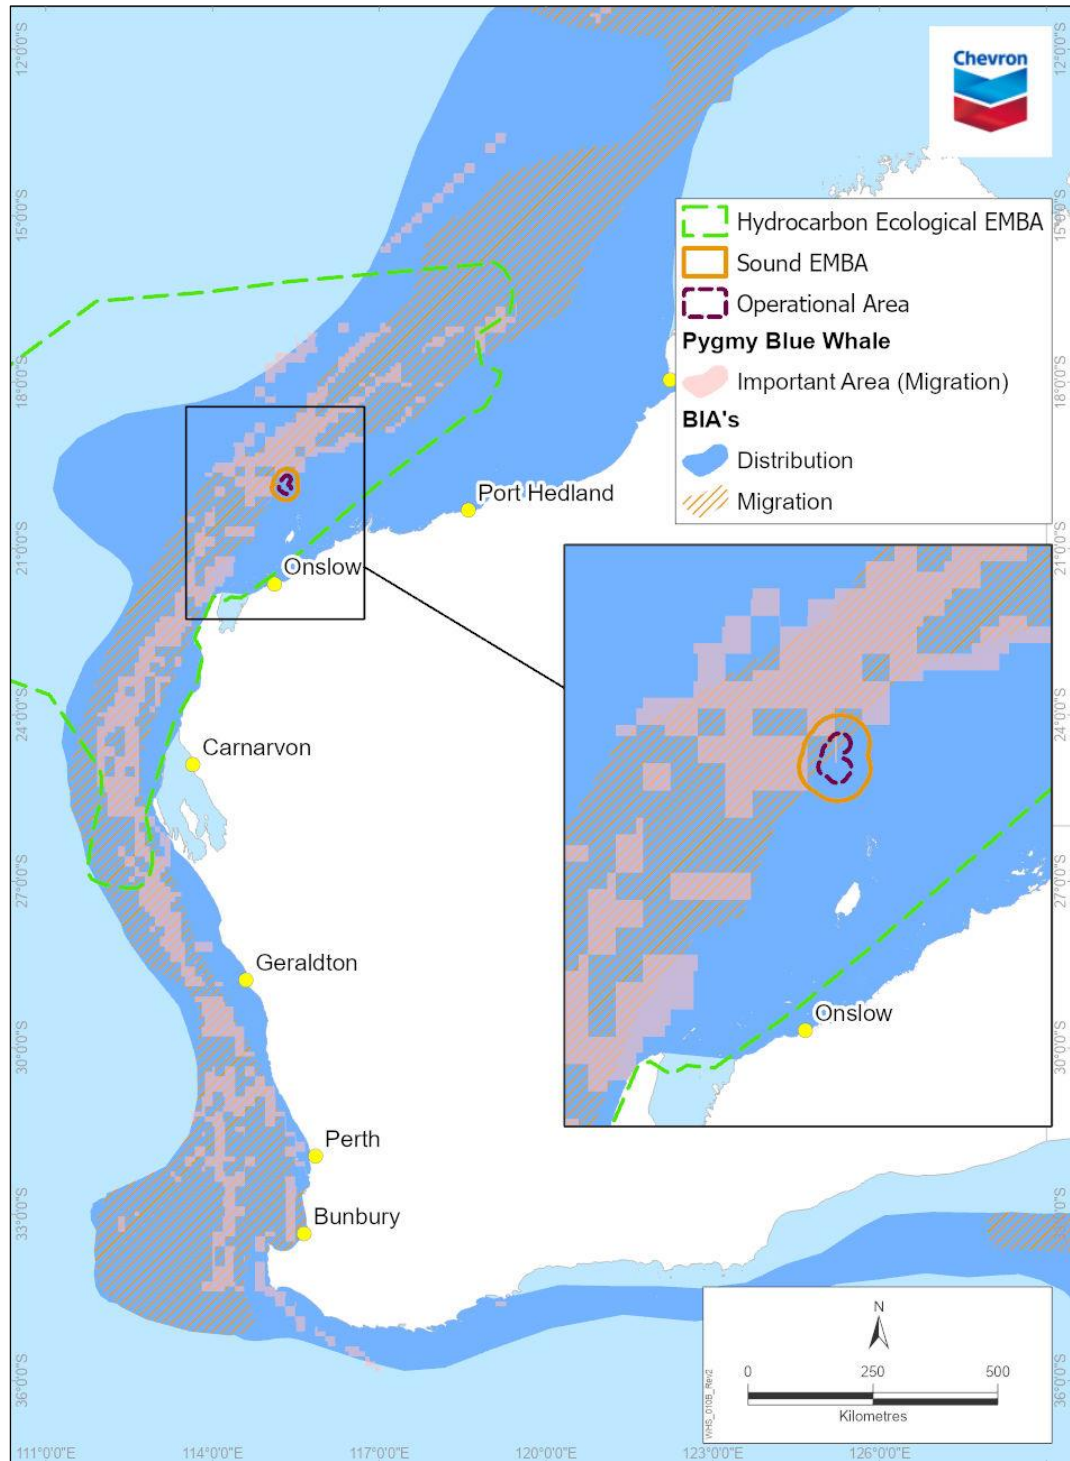 Chevron
Hydrocarbon Ecological EMBA
Sound EMBA
Operational Area
Pygmy Blue Whale
Important Area (Migration)
BIA's
Distribution
Migration
Port Hedland
Onslow
Carnarvon
Geraldton
Perth
Bunbury
Onslow
N
0 250 500
Kilometres
WHS_010B_Rev2
12°0'0"S
15°0'0"S
18°0'0"S
21°0'0"S
24°0'0"S
27°0'0"S
30°0'0"S
33°0'0"S
36°0'0"S
12°0'0"S
15°0'0"S
18°0'0"S
21°0'0"S
24°0'0"S
27°0'0"S
30°0'0"S
36°0'0"S
111°0'0"E 114°0'0"E 117°0'0"E 120°0'0"E 123°0'0"E 126°0'0"E